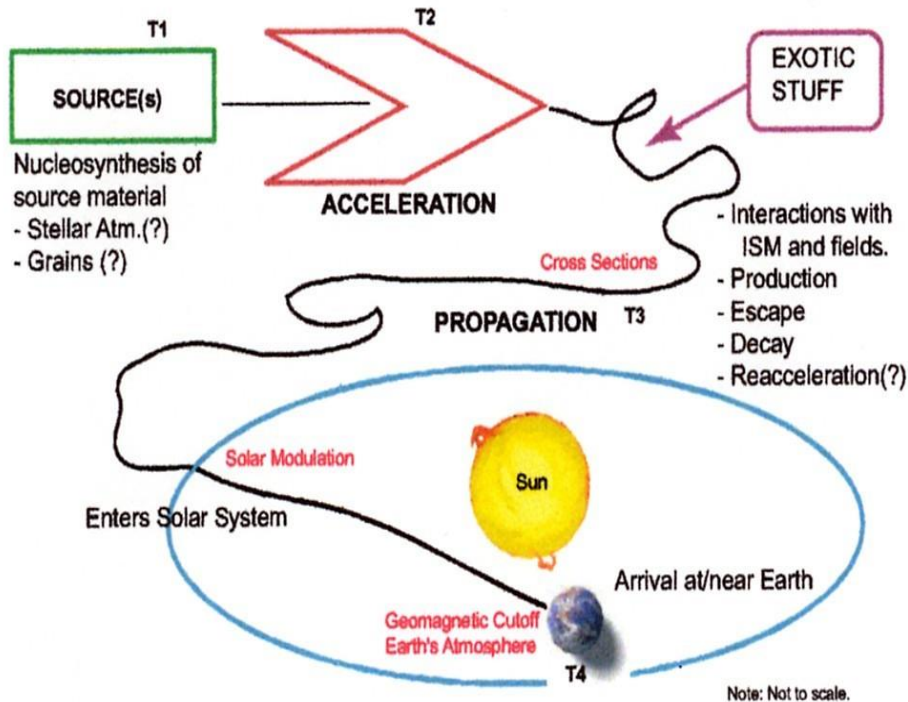 T1
T2
SOURCE(s)
EXOTIC
STUFF
Nucleosynthesis of
source material
- Stellar Atm.(?)
- Grains (?)
ACCELERATION
- Interactions with
ISM and fields.
- Production
- Escape
- Decay
- Reacceleration(?)
Cross Sections
PROPAGATION T3
Solar Modulation
Sun
Enters Solar System
Arrival at/near Earth
Geomagnetic Cutoff
Earth's Atmosphere
T4
Note: Not to scale.